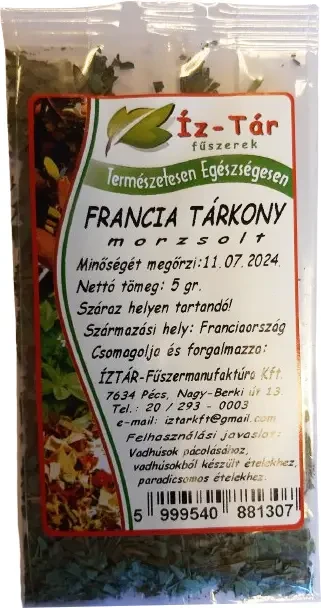 Íz-Tár
fűszerek
Természetesen Egészségesen
FRANCIA TÁRKONY
morzsolt
Minőségét megőrzi:11.07.2024.
Nettó tömeg: 5 gr.
Száraz helyen tartandó!
Származási hely: Franciaország
Csomagolja és forgalmazza:
ÍZTÁR-Fűszermanufaktúra Kft.
7634 Pécs, Nagy-Berki út 13.
Tel.: 20 / 293 - 0003
e-mail: iztarkft@gmail.com
Felhasználási javaslat:
Vadhúsok pácolásához,
vadhúsokból készült ételekhez,
paradicsomos ételekhez.
5 999540 881307